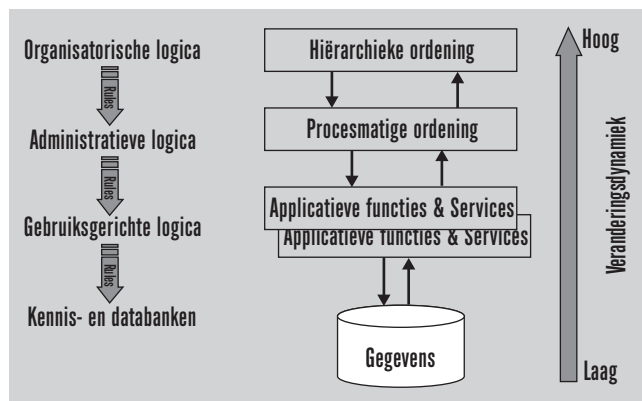 Organisatorische logica
Rules
Administratieve logica
Rules
Gebruiksgerichte logica
Rules
Kennis- en databanken
Hiërarchieke ordening
Procesmatige ordening
Applicatieve functies & Services
Applicatieve functies & Services
Gegevens
Hoog
Veranderingsdynamiek
Laag